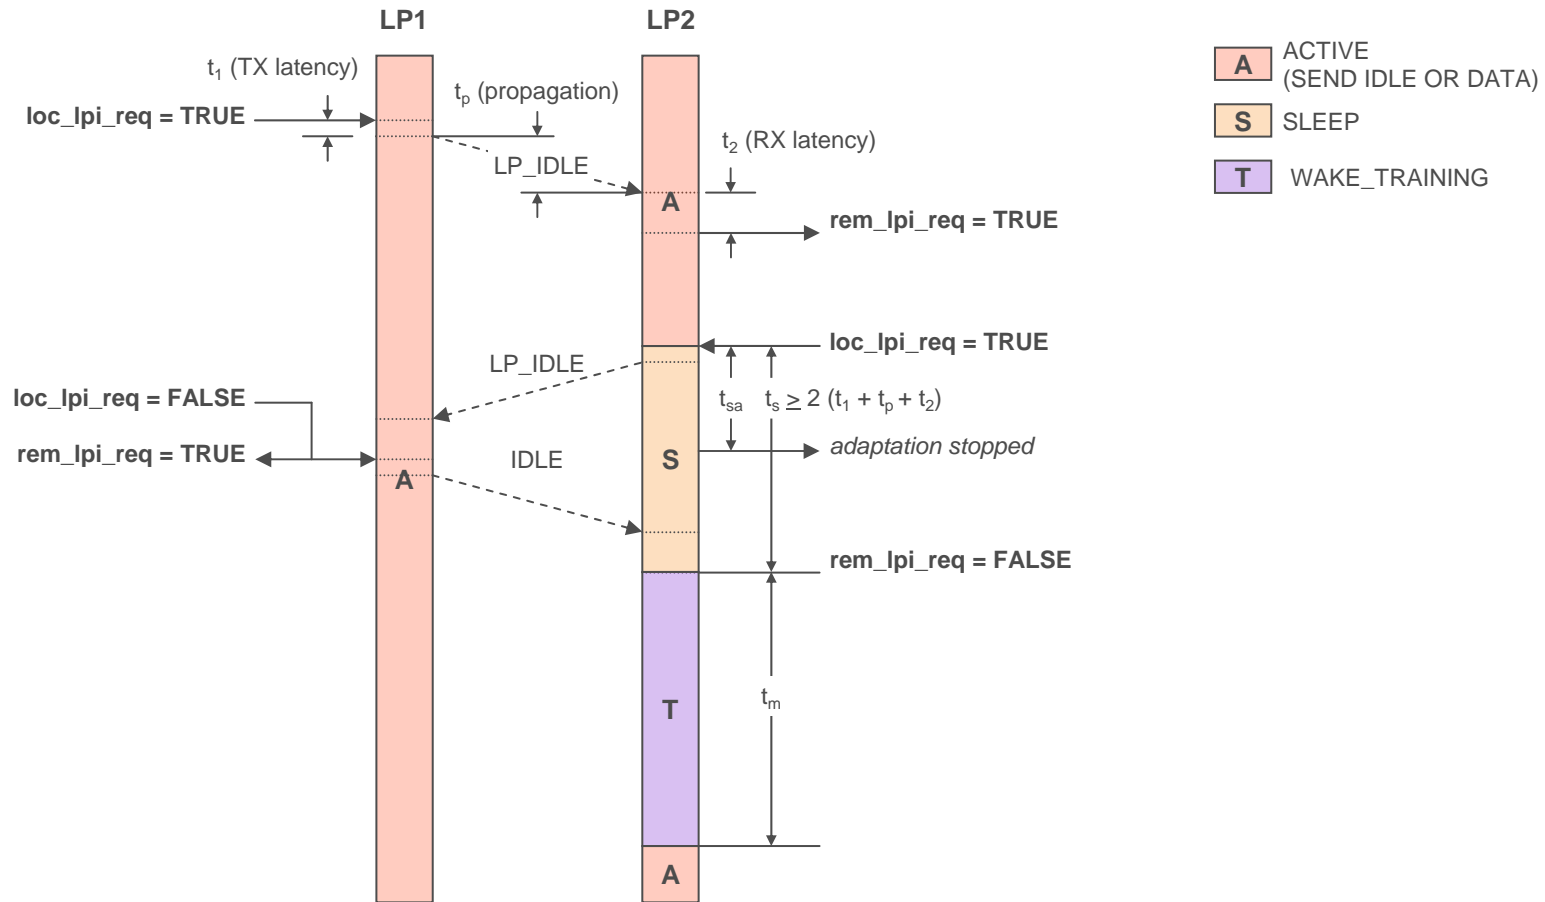 LP1
LP2
t1 (TX latency)
tp (propagation)
loc_lpi_req = TRUE
LP_IDLE
t2 (RX latency)
A
rem_lpi_req = TRUE
A
ACTIVE
(SEND IDLE OR DATA)
S
SLEEP
T
WAKE_TRAINING
loc_lpi_req = TRUE
LP_IDLE
loc_lpi_req = FALSE
tsa
ts ≥ 2 (t1 + tp + t2)
rem_lpi_req = TRUE
A
IDLE
S
adaptation stopped
rem_lpi_req = FALSE
T
tm
A